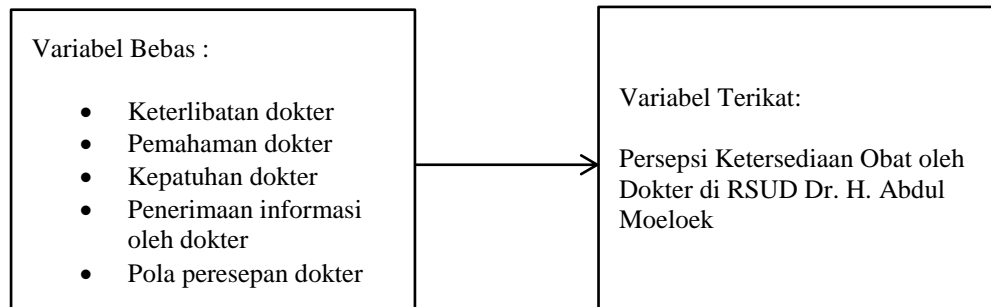 Variabel Bebas :
• Keterlibatan dokter
• Pemahaman dokter
• Kepatuhan dokter
• Penerimaan informasi
oleh dokter
• Pola peresepan dokter
Variabel Terikat:
Persepsi Ketersediaan Obat oleh
Dokter di RSUD Dr. H. Abdul
Moeloek